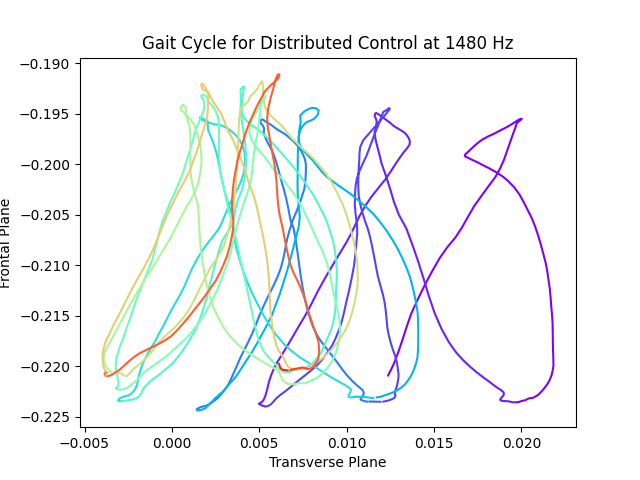 Gait Cycle for Distributed Control at 1480 Hz
−0.190
−0.195
−0.200
−0.205
−0.210
−0.215
−0.220
−0.225
Frontal Plane
−0.005 0.000 0.005 0.010 0.015 0.020
Transverse Plane